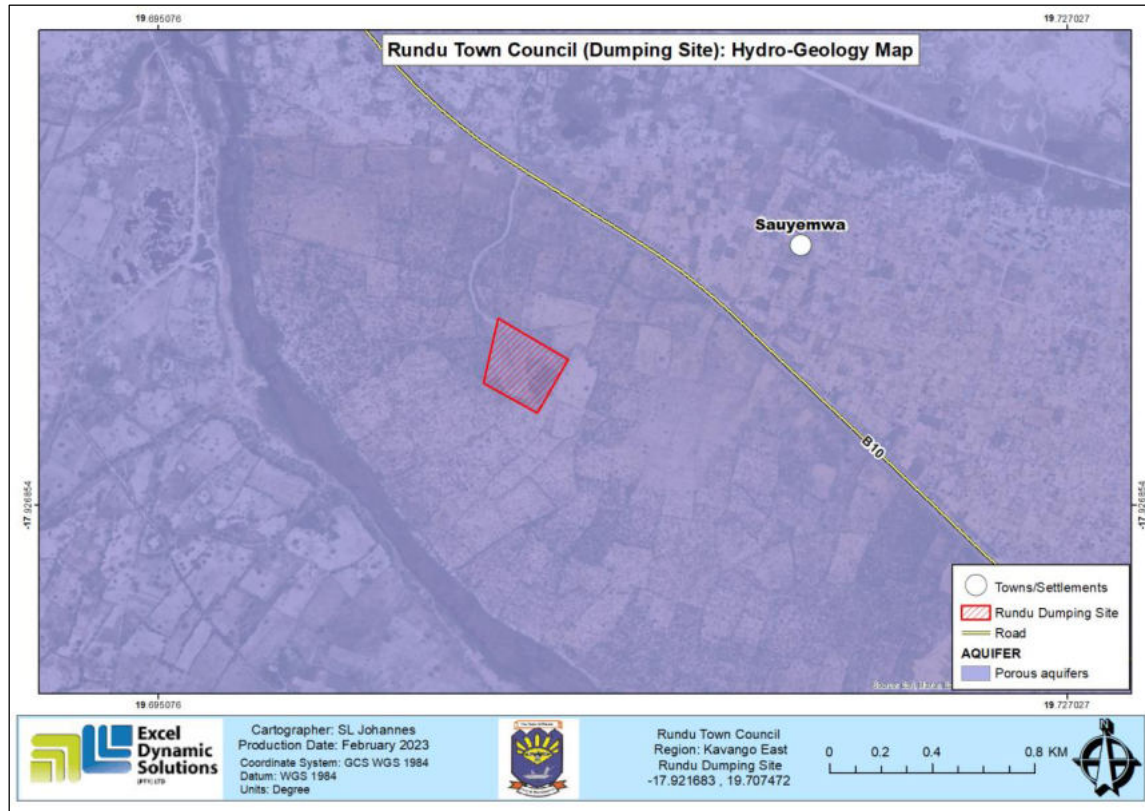 19.695076
19.727027
Rundu Town Council (Dumping Site): Hydro-Geology Map
Sauyemwa
B10
-17.926854
-17.926854
Towns/Settlements
Rundu Dumping Site
Road
AQUIFER
Porous aquifers
19.695076
19.727027
Excel
Dynamic
Solutions
(PTY) LTD
Cartographer: SL Johannes
Production Date: February 2023
Coordinate System: GCS WGS 1984
Datum: WGS 1984
Units: Degree
Rundu Town Council
Region: Kavango East
Rundu Dumping Site
-17.921683 , 19.707472
0 0.2 0.4 0.8 KM
N